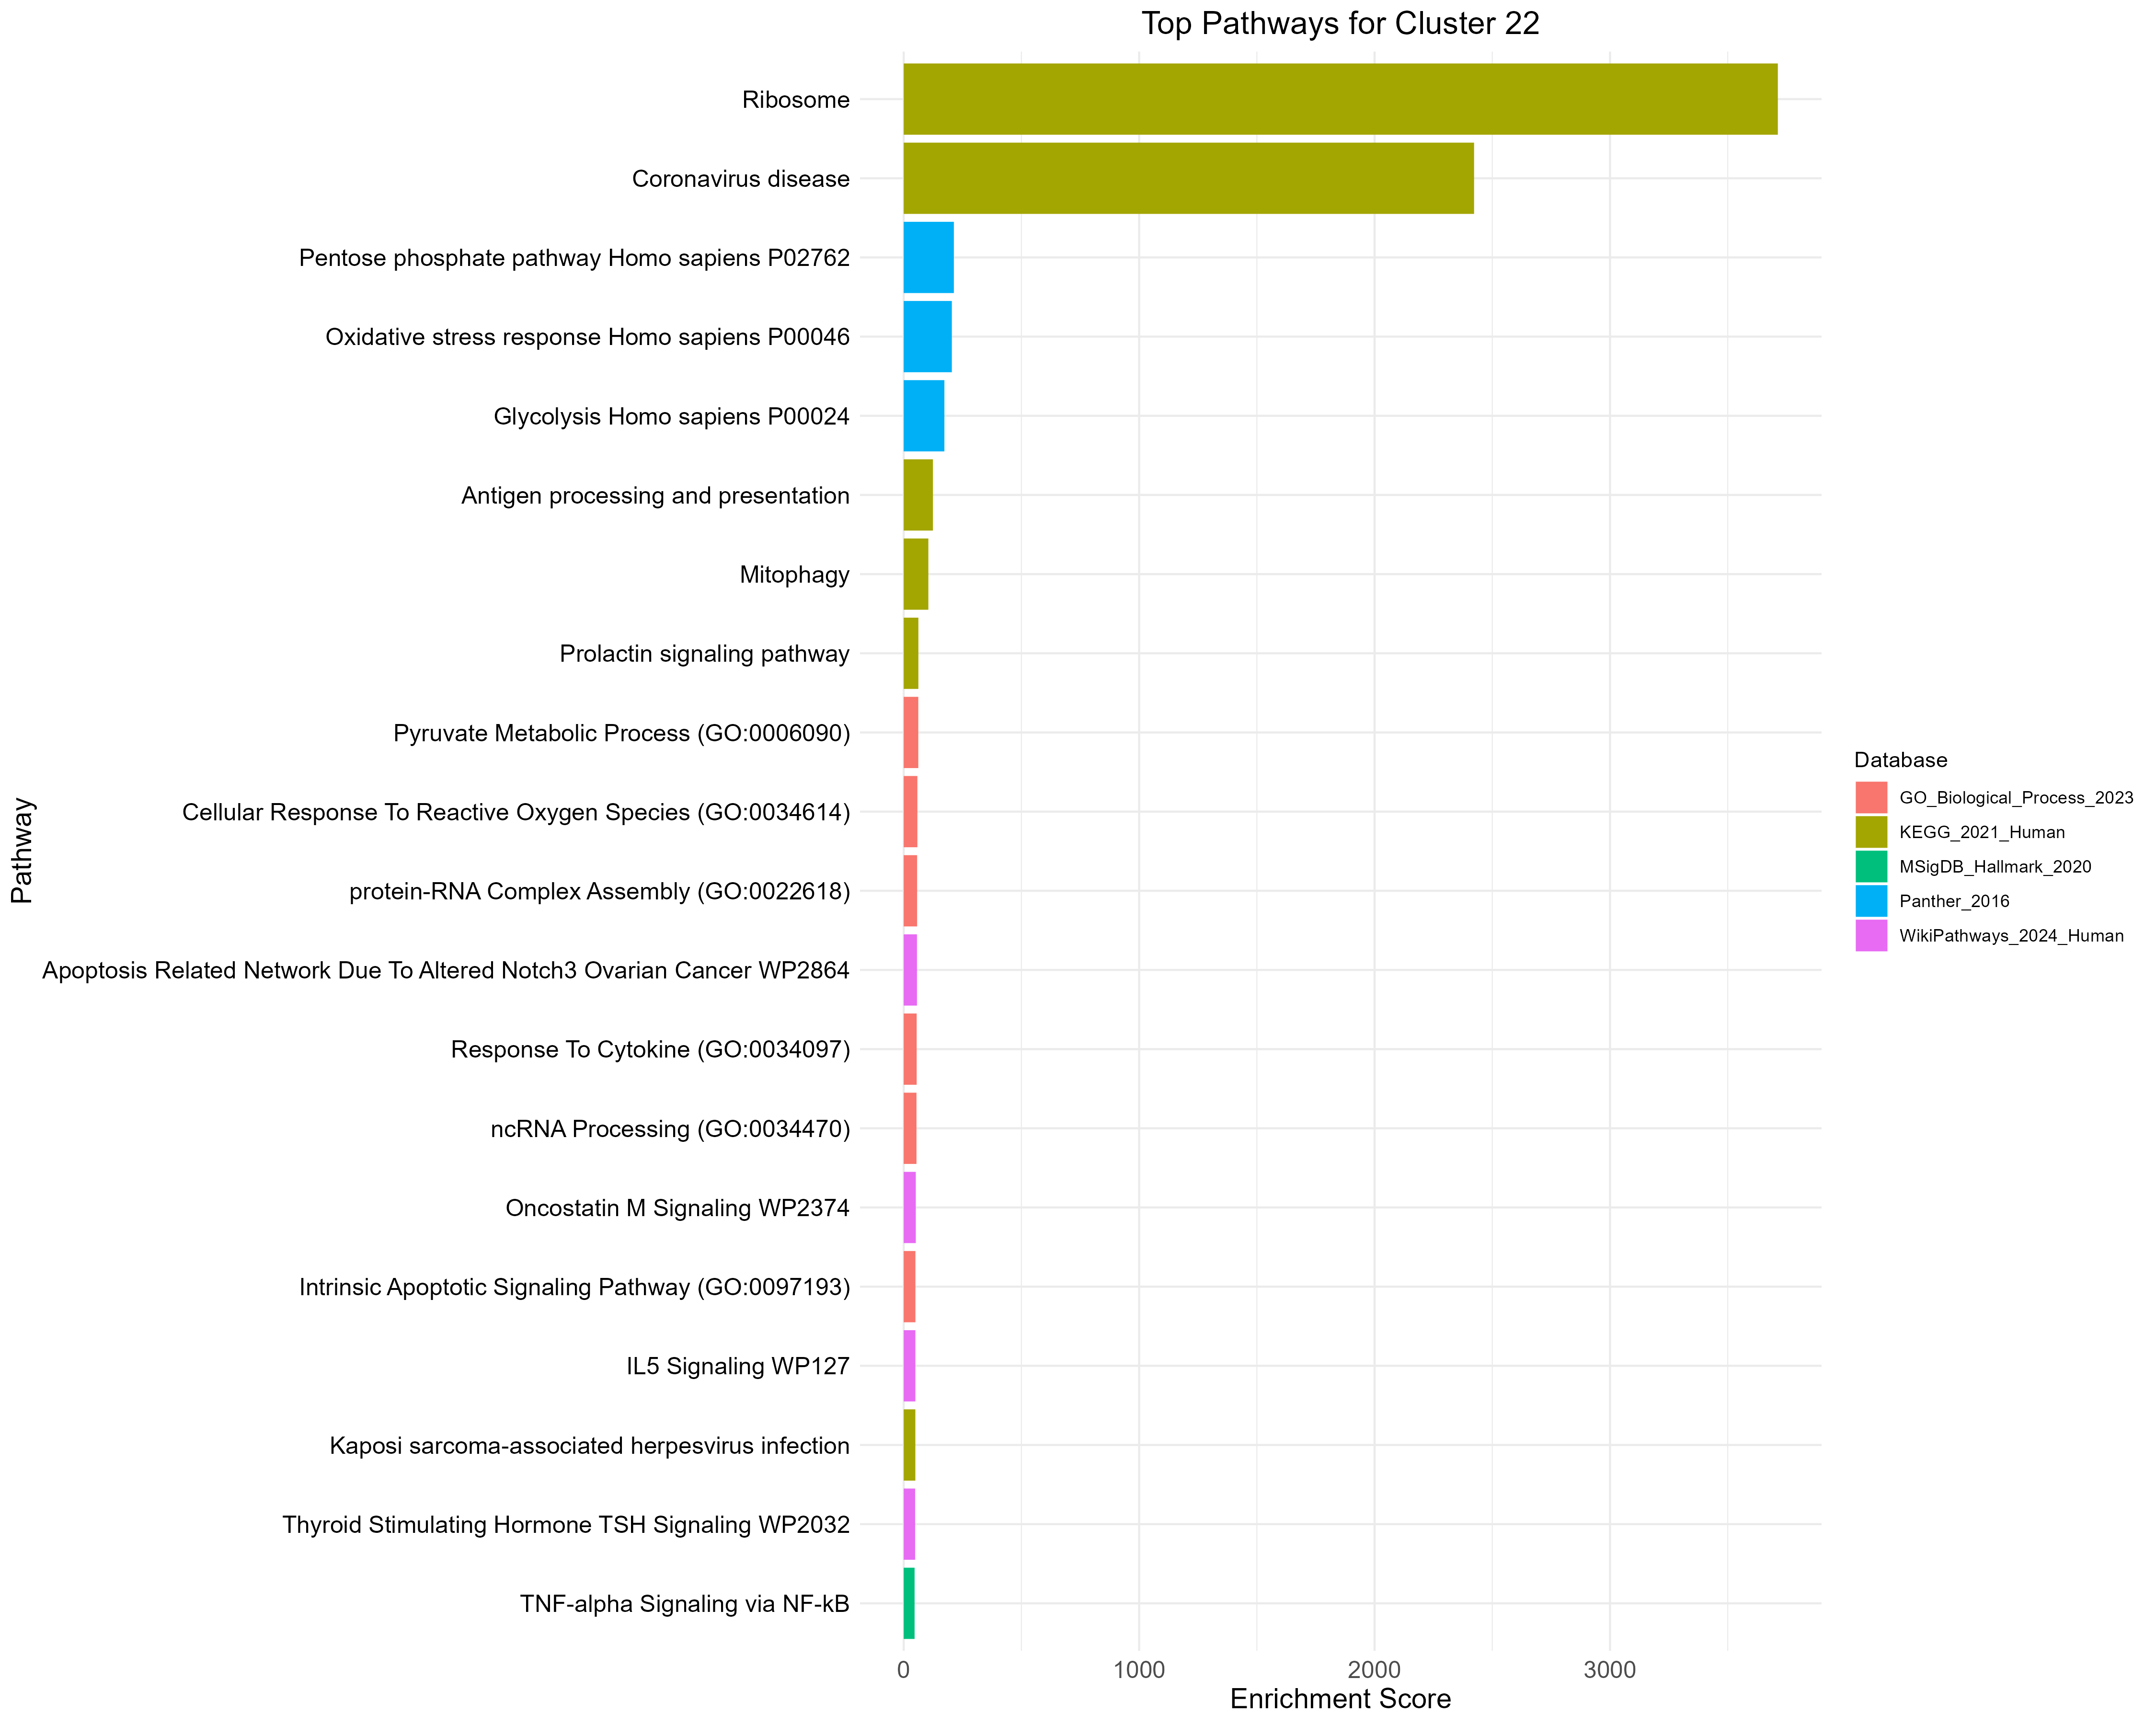 Top Pathways for Cluster 22
Ribosome
Coronavirus disease
Pentose phosphate pathway Homo sapiens P02762
Oxidative stress response Homo sapiens P00046
Glycolysis Homo sapiens P00024
Antigen processing and presentation
Mitophagy
Prolactin signaling pathway
Pyruvate Metabolic Process (GO:0006090)
Cellular Response To Reactive Oxygen Species (GO:0034614)
protein-RNA Complex Assembly (GO:0022618)
Apoptosis Related Network Due To Altered Notch3 Ovarian Cancer WP2864
Response To Cytokine (GO:0034097)
ncRNA Processing (GO:0034470)
Oncostatin M Signaling WP2374
Intrinsic Apoptotic Signaling Pathway (GO:0097193)
IL5 Signaling WP127
Kaposi sarcoma-associated herpesvirus infection
Thyroid Stimulating Hormone TSH Signaling WP2032
TNF-alpha Signaling via NF-kB
Pathway
0 1000 2000 3000
Enrichment Score
Database
GO_Biological_Process_2023
KEGG_2021_Human
MSigDB_Hallmark_2020
Panther_2016
WikiPathways_2024_Human